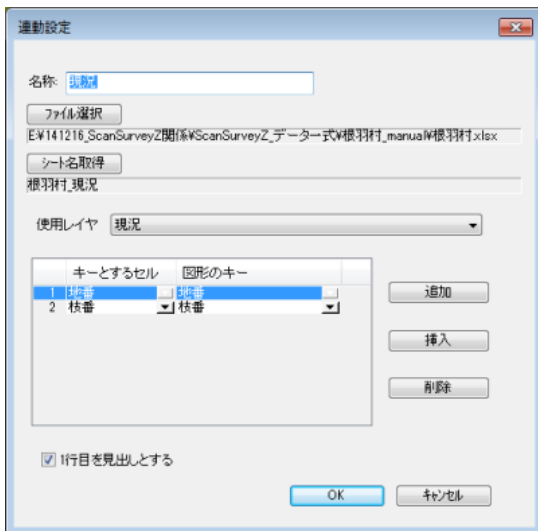 連動設定
名称: 現況
ファイル選択
E:¥141216_ScanSurveyZ関係¥ScanSurveyZ_データ一式¥根羽村_manual¥根羽村.xlsx
シート名取得
根羽村_現況
使用レイヤ 現況
キーとするセル 図形のキー
1 地番 地番
2 枝番 枝番
追加
挿入
削除
1行目を見出しとする
OK キャンセル